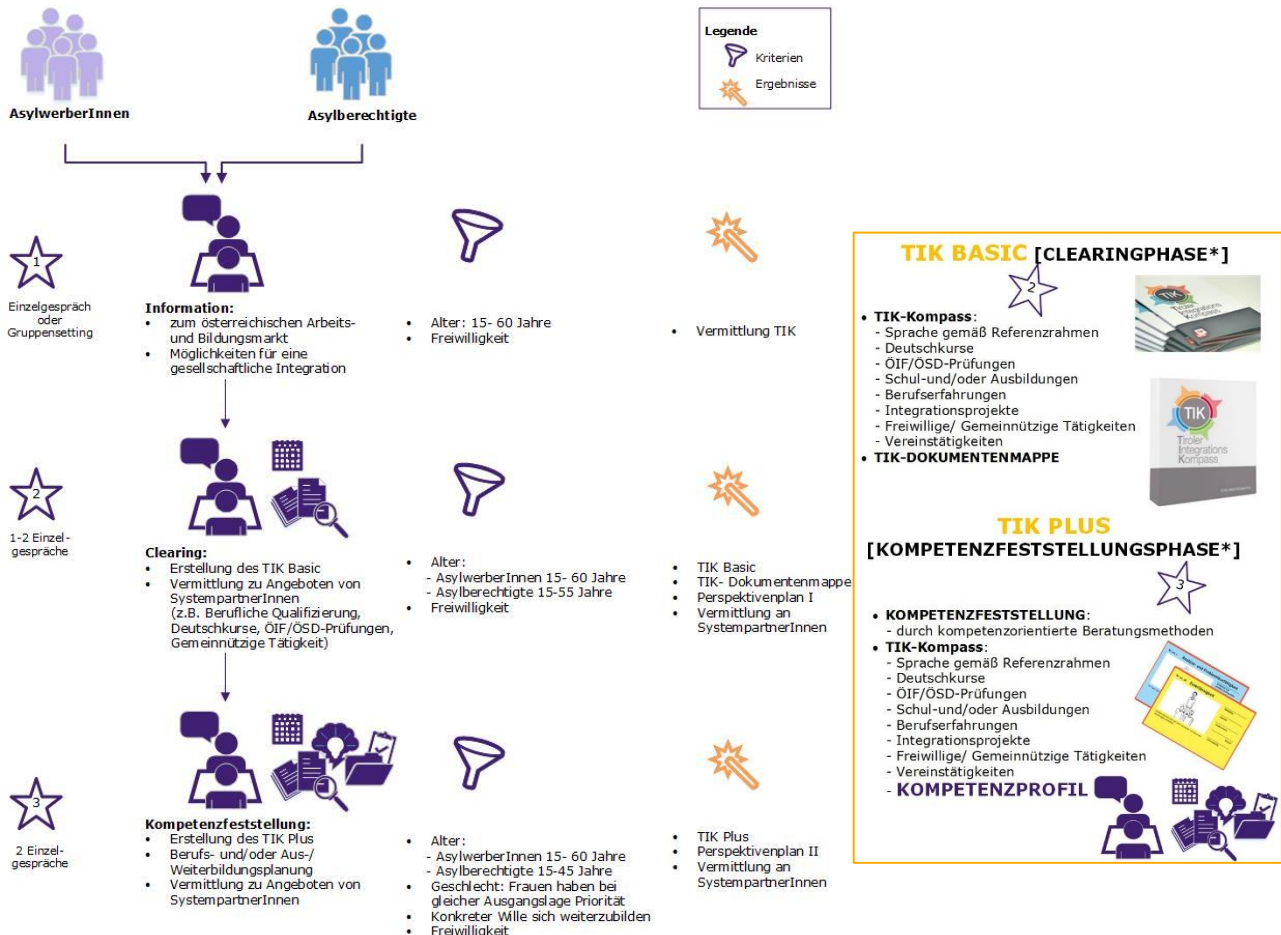 AsylwerberInnen
Asylberechtigte
Legende
Kriterien
Ergebnisse
1
Einzelgespräch
oder
Gruppensetting
Information:
• zum österreichischen Arbeits-
und Bildungsmarkt
• Möglichkeiten für eine
gesellschaftliche Integration
• Alter: 15- 60 Jahre
• Freiwilligkeit
• Vermittlung TIK
2
1-2 Einzel-
gespräche
Clearing:
• Erstellung des TIK Basic
• Vermittlung zu Angeboten von
SystempartnerInnen
(z.B. Berufliche Qualifizierung,
Deutschkurse, ÖIF/ÖSD-Prüfungen,
Gemeinnützige Tätigkeit)
• Alter:
- AsylwerberInnen 15- 60 Jahre
- Asylberechtigte 15-55 Jahre
• Freiwilligkeit
• TIK Basic
• TIK- Dokumentenmappe
• Perspektivenplan I
• Vermittlung an
SystempartnerInnen
3
2 Einzel-
gespräche
Kompetenzfeststellung:
• Erstellung des TIK Plus
• Berufs- und/oder Aus-/
Weiterbildungsplanung
• Vermittlung zu Angeboten von
SystempartnerInnen
• Alter:
- AsylwerberInnen 15- 60 Jahre
- Asylberechtigte 15-45 Jahre
• Geschlecht: Frauen haben bei
gleicher Ausgangslage Priorität
• Konkreter Wille sich weiterzubilden
• Freiwilligkeit
• TIK Plus
• Perspektivenplan II
• Vermittlung an
SystempartnerInnen
TIK BASIC [CLEARINGPHASE*]
2
• TIK-Kompass:
- Sprache gemäß Referenzrahmen
- Deutschkurse
- ÖIF/ÖSD-Prüfungen
- Schul-und/oder Ausbildungen
- Berufserfahrungen
- Integrationsprojekte
- Freiwillige/ Gemeinnützige Tätigkeiten
- Vereinstätigkeiten
• TIK-DOKUMENTENMAPPE
TIK
TIK
Tiroler
Integrations
Kompass
TIK PLUS
[KOMPETENZFESTSTELLUNGSPHASE*]
3
• KOMPETENZFESTSTELLUNG:
- durch kompetenzorientierte Beratungsmethoden
• TIK-Kompass:
- Sprache gemäß Referenzrahmen
- Deutschkurse
- ÖIF/ÖSD-Prüfungen
- Schul-und/oder Ausbildungen
- Berufserfahrungen
- Integrationsprojekte
- Freiwillige/ Gemeinnützige Tätigkeiten
- Vereinstätigkeiten
- KOMPETENZPROFIL